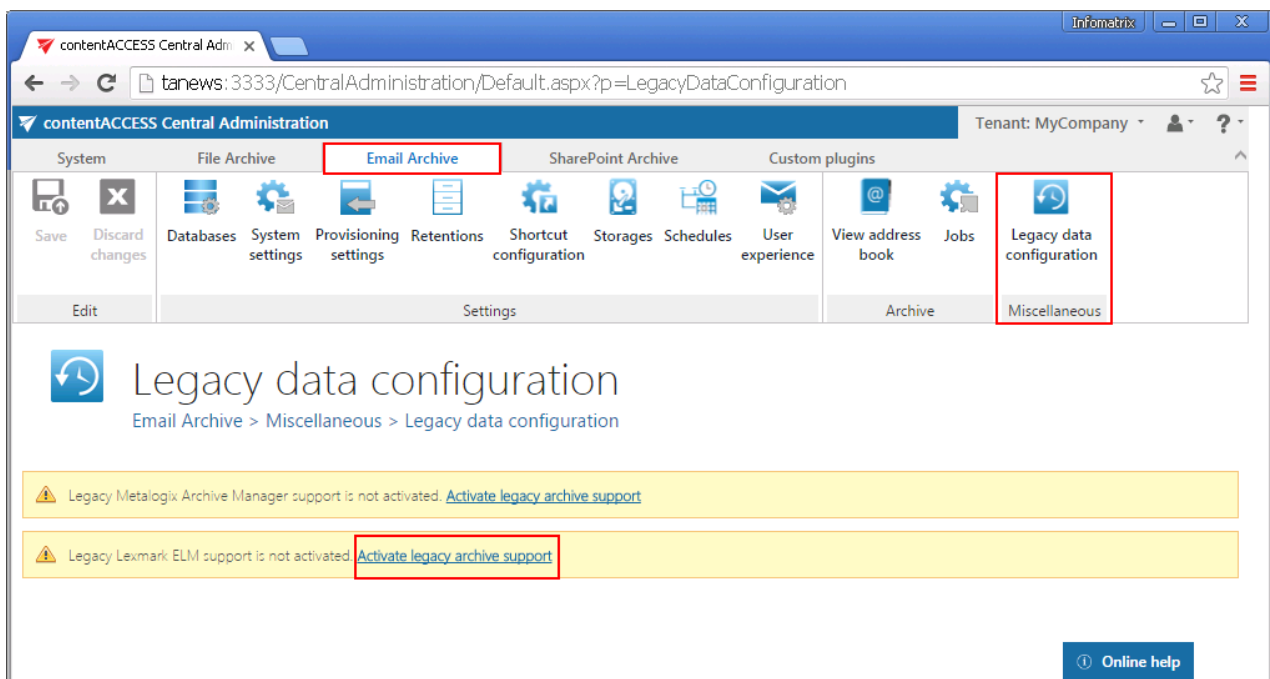 Infomatrix
contentACCESS Central Adm
tanews:3333/CentralAdministration/Default.aspx?p=LegacyDataConfiguration
contentACCESS Central Administration
Tenant: MyCompany
?
System
File Archive
Email Archive
SharePoint Archive
Custom plugins
Save
Discard
changes
Databases
System
settings
Provisioning
settings
Retentions
Shortcut
configuration
Storages
Schedules
User
experience
View address
book
Jobs
Legacy data
configuration
Edit
Settings
Archive
Miscellaneous
Legacy data configuration
Email Archive > Miscellaneous > Legacy data configuration
Legacy Metalogix Archive Manager support is not activated. Activate legacy archive support
Legacy Lexmark ELM support is not activated. Activate legacy archive support
Online help